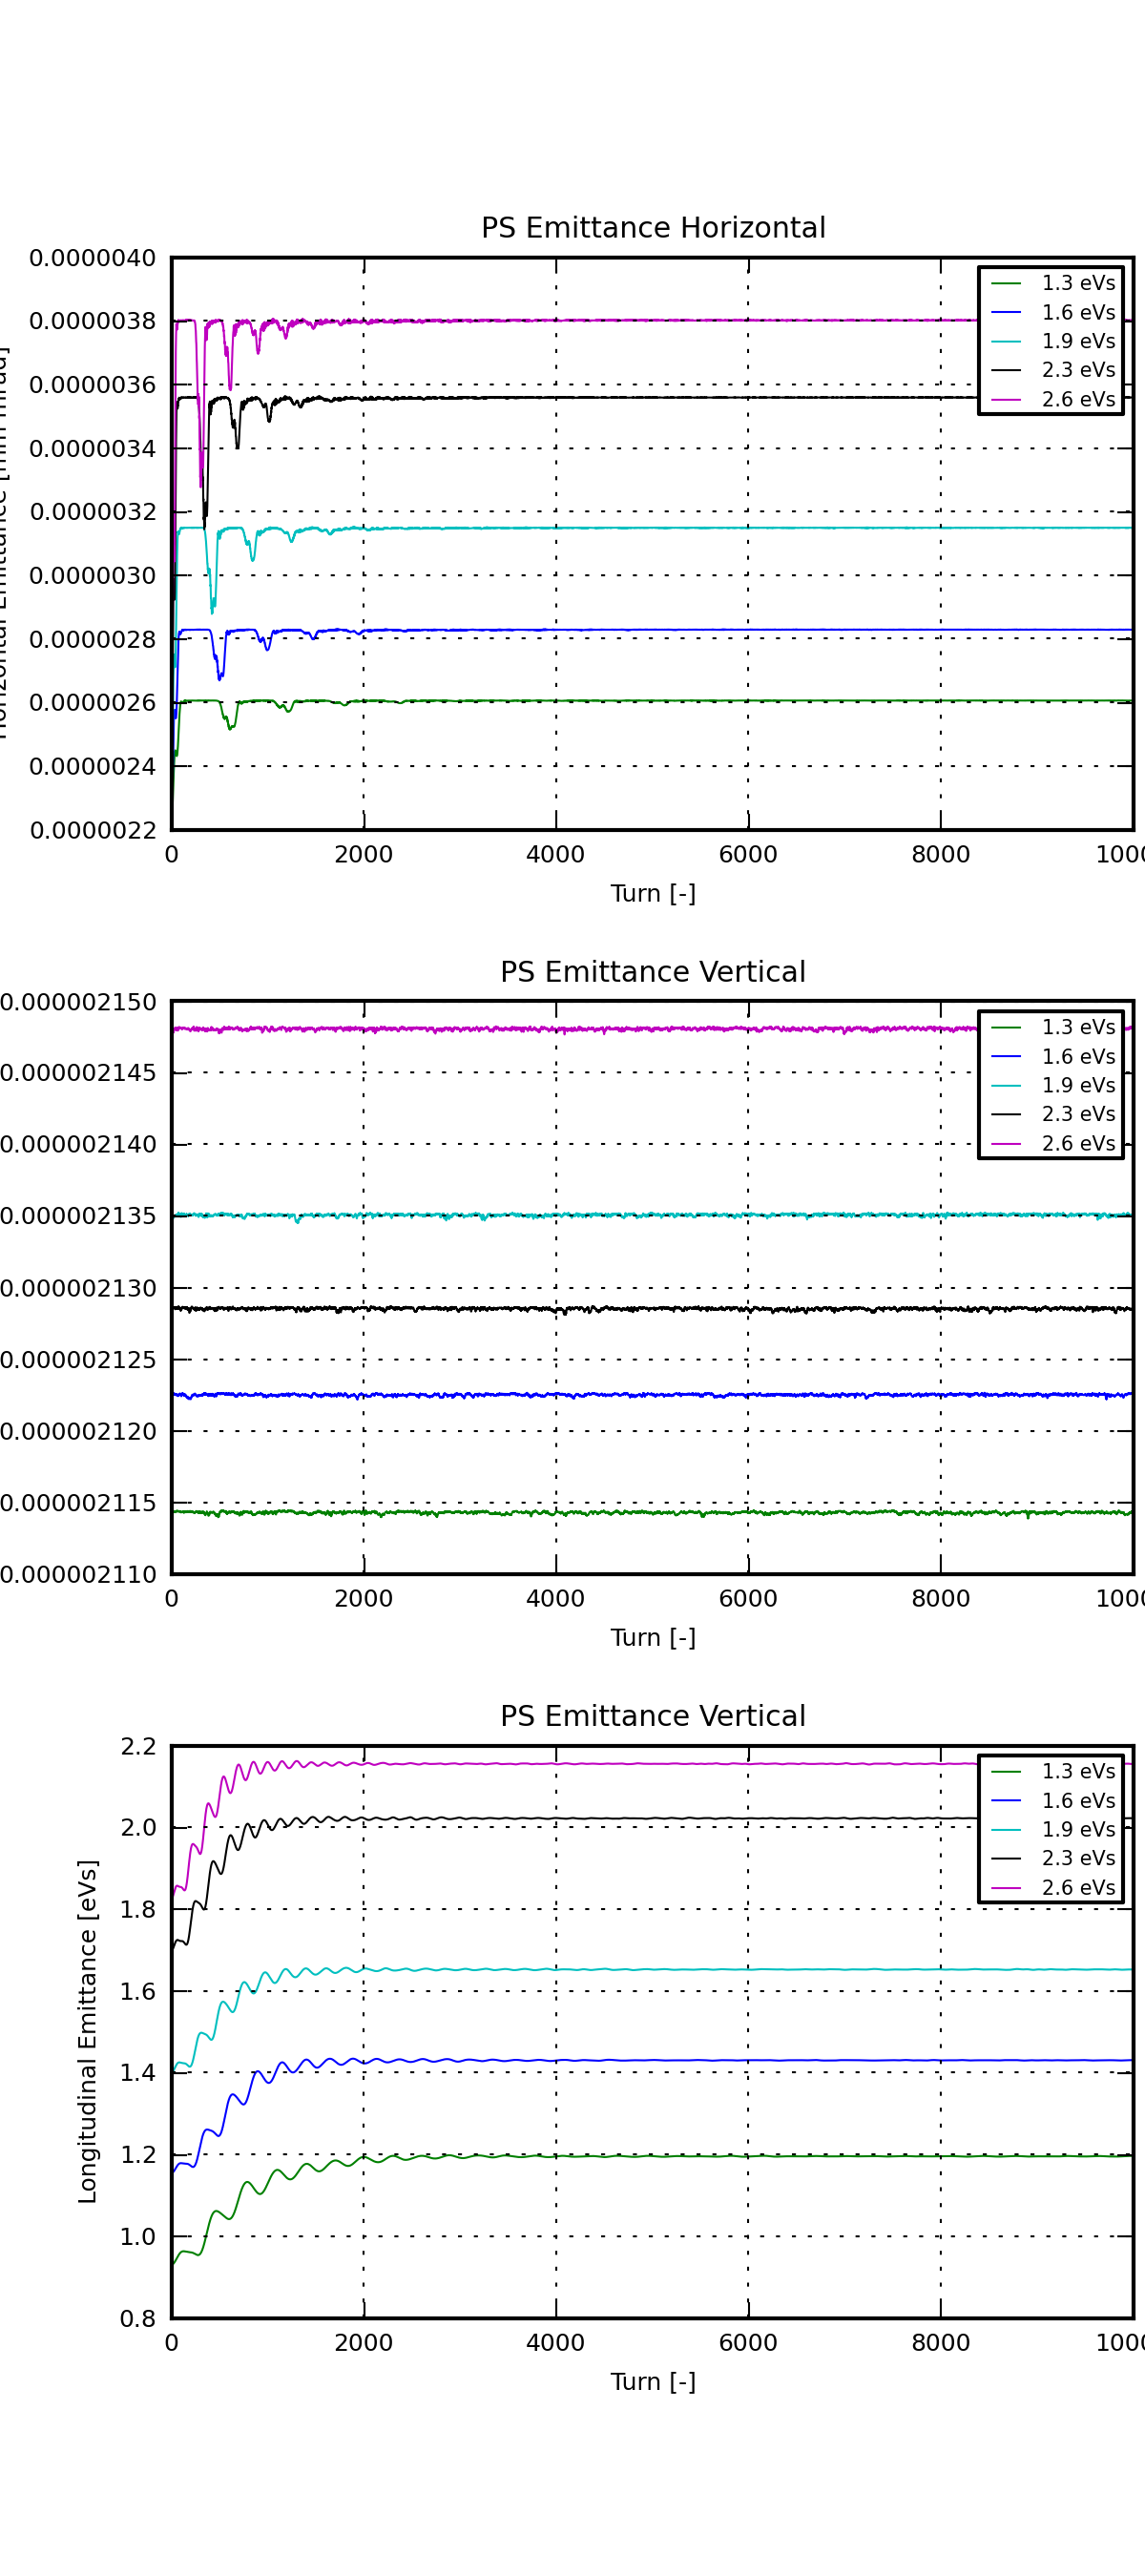 PS Emittance Horizontal
0.0000040
0.0000038
0.0000036
0.0000034
0.0000032
0.0000030
0.0000028
0.0000026
0.0000024
0.0000022
1.3 eVs
1.6 eVs
1.9 eVs
2.3 eVs
2.6 eVs
0 2000 4000 6000 8000 1000
Turn [-]
PS Emittance Vertical
0.000002150
0.000002145
0.000002140
0.000002135
0.000002130
0.000002125
0.000002120
0.000002115
0.000002110
1.3 eVs
1.6 eVs
1.9 eVs
2.3 eVs
2.6 eVs
0 2000 4000 6000 8000 1000
Turn [-]
PS Emittance Vertical
Longitudinal Emittance [eVs]
2.2
2.0
1.8
1.6
1.4
1.2
1.0
0.8
1.3 eVs
1.6 eVs
1.9 eVs
2.3 eVs
2.6 eVs
0 2000 4000 6000 8000 1000
Turn [-]